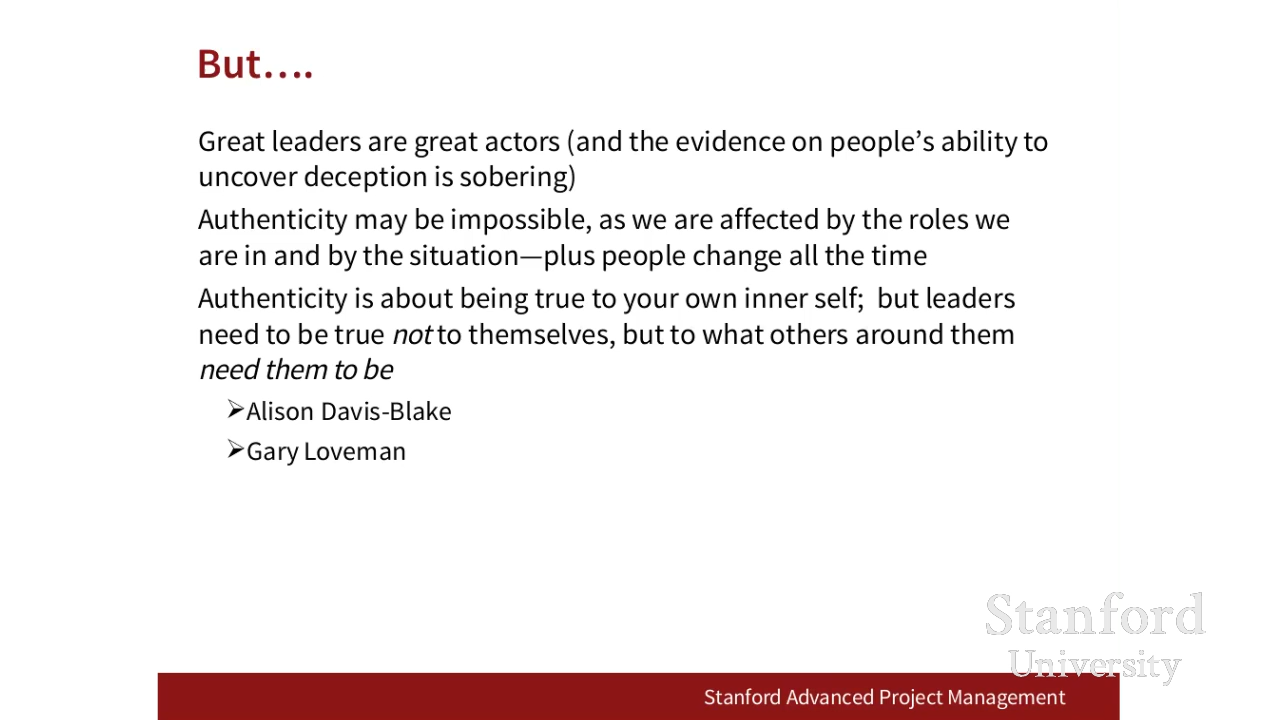 But....
Great leaders are great actors (and the evidence on people’s ability to
uncover deception is sobering)
Authenticity may be impossible, as we are affected by the roles we
are in and by the situation—plus people change all the time
Authenticity is about being true to your own inner self;  but leaders
need to be true not to themselves, but to what others around them
need them to be
➢Alison Davis-Blake
➢Gary Loveman
Stanford
University
Stanford Advanced Project Management